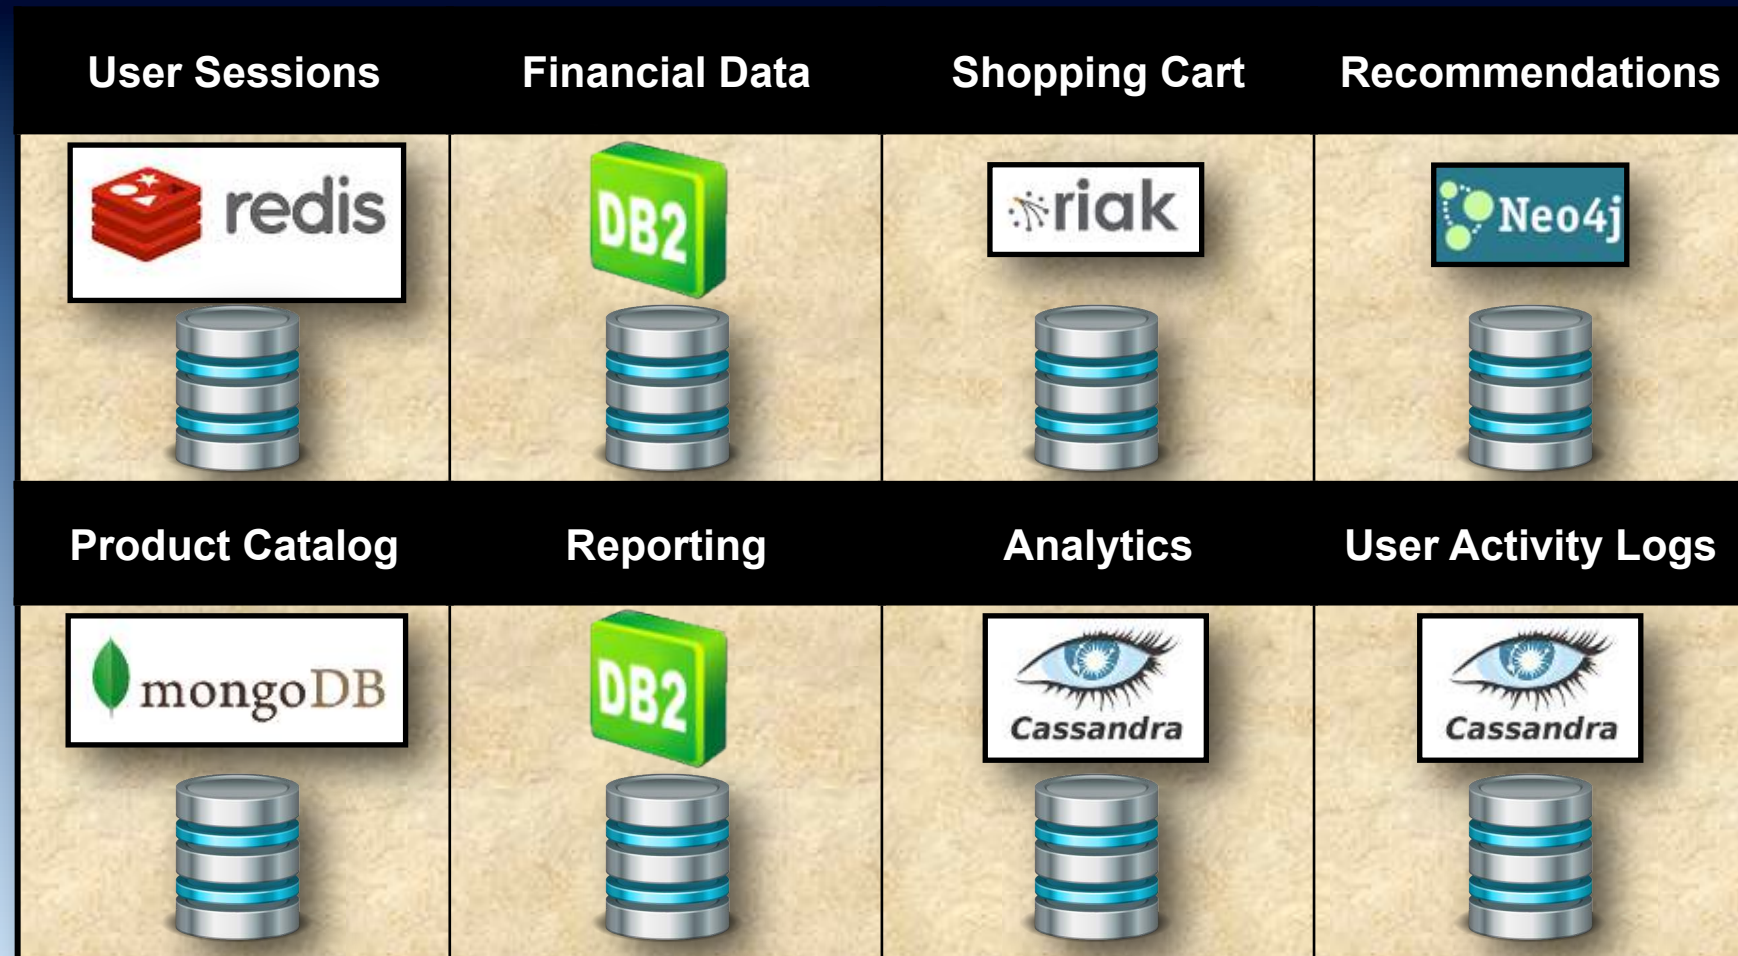 User Sessions
Financial Data
Shopping Cart
Recommendations
redis
DB2
riak
Neo4j
Product Catalog
Reporting
Analytics
User Activity Logs
mongoDB
DB2
Cassandra
Cassandra